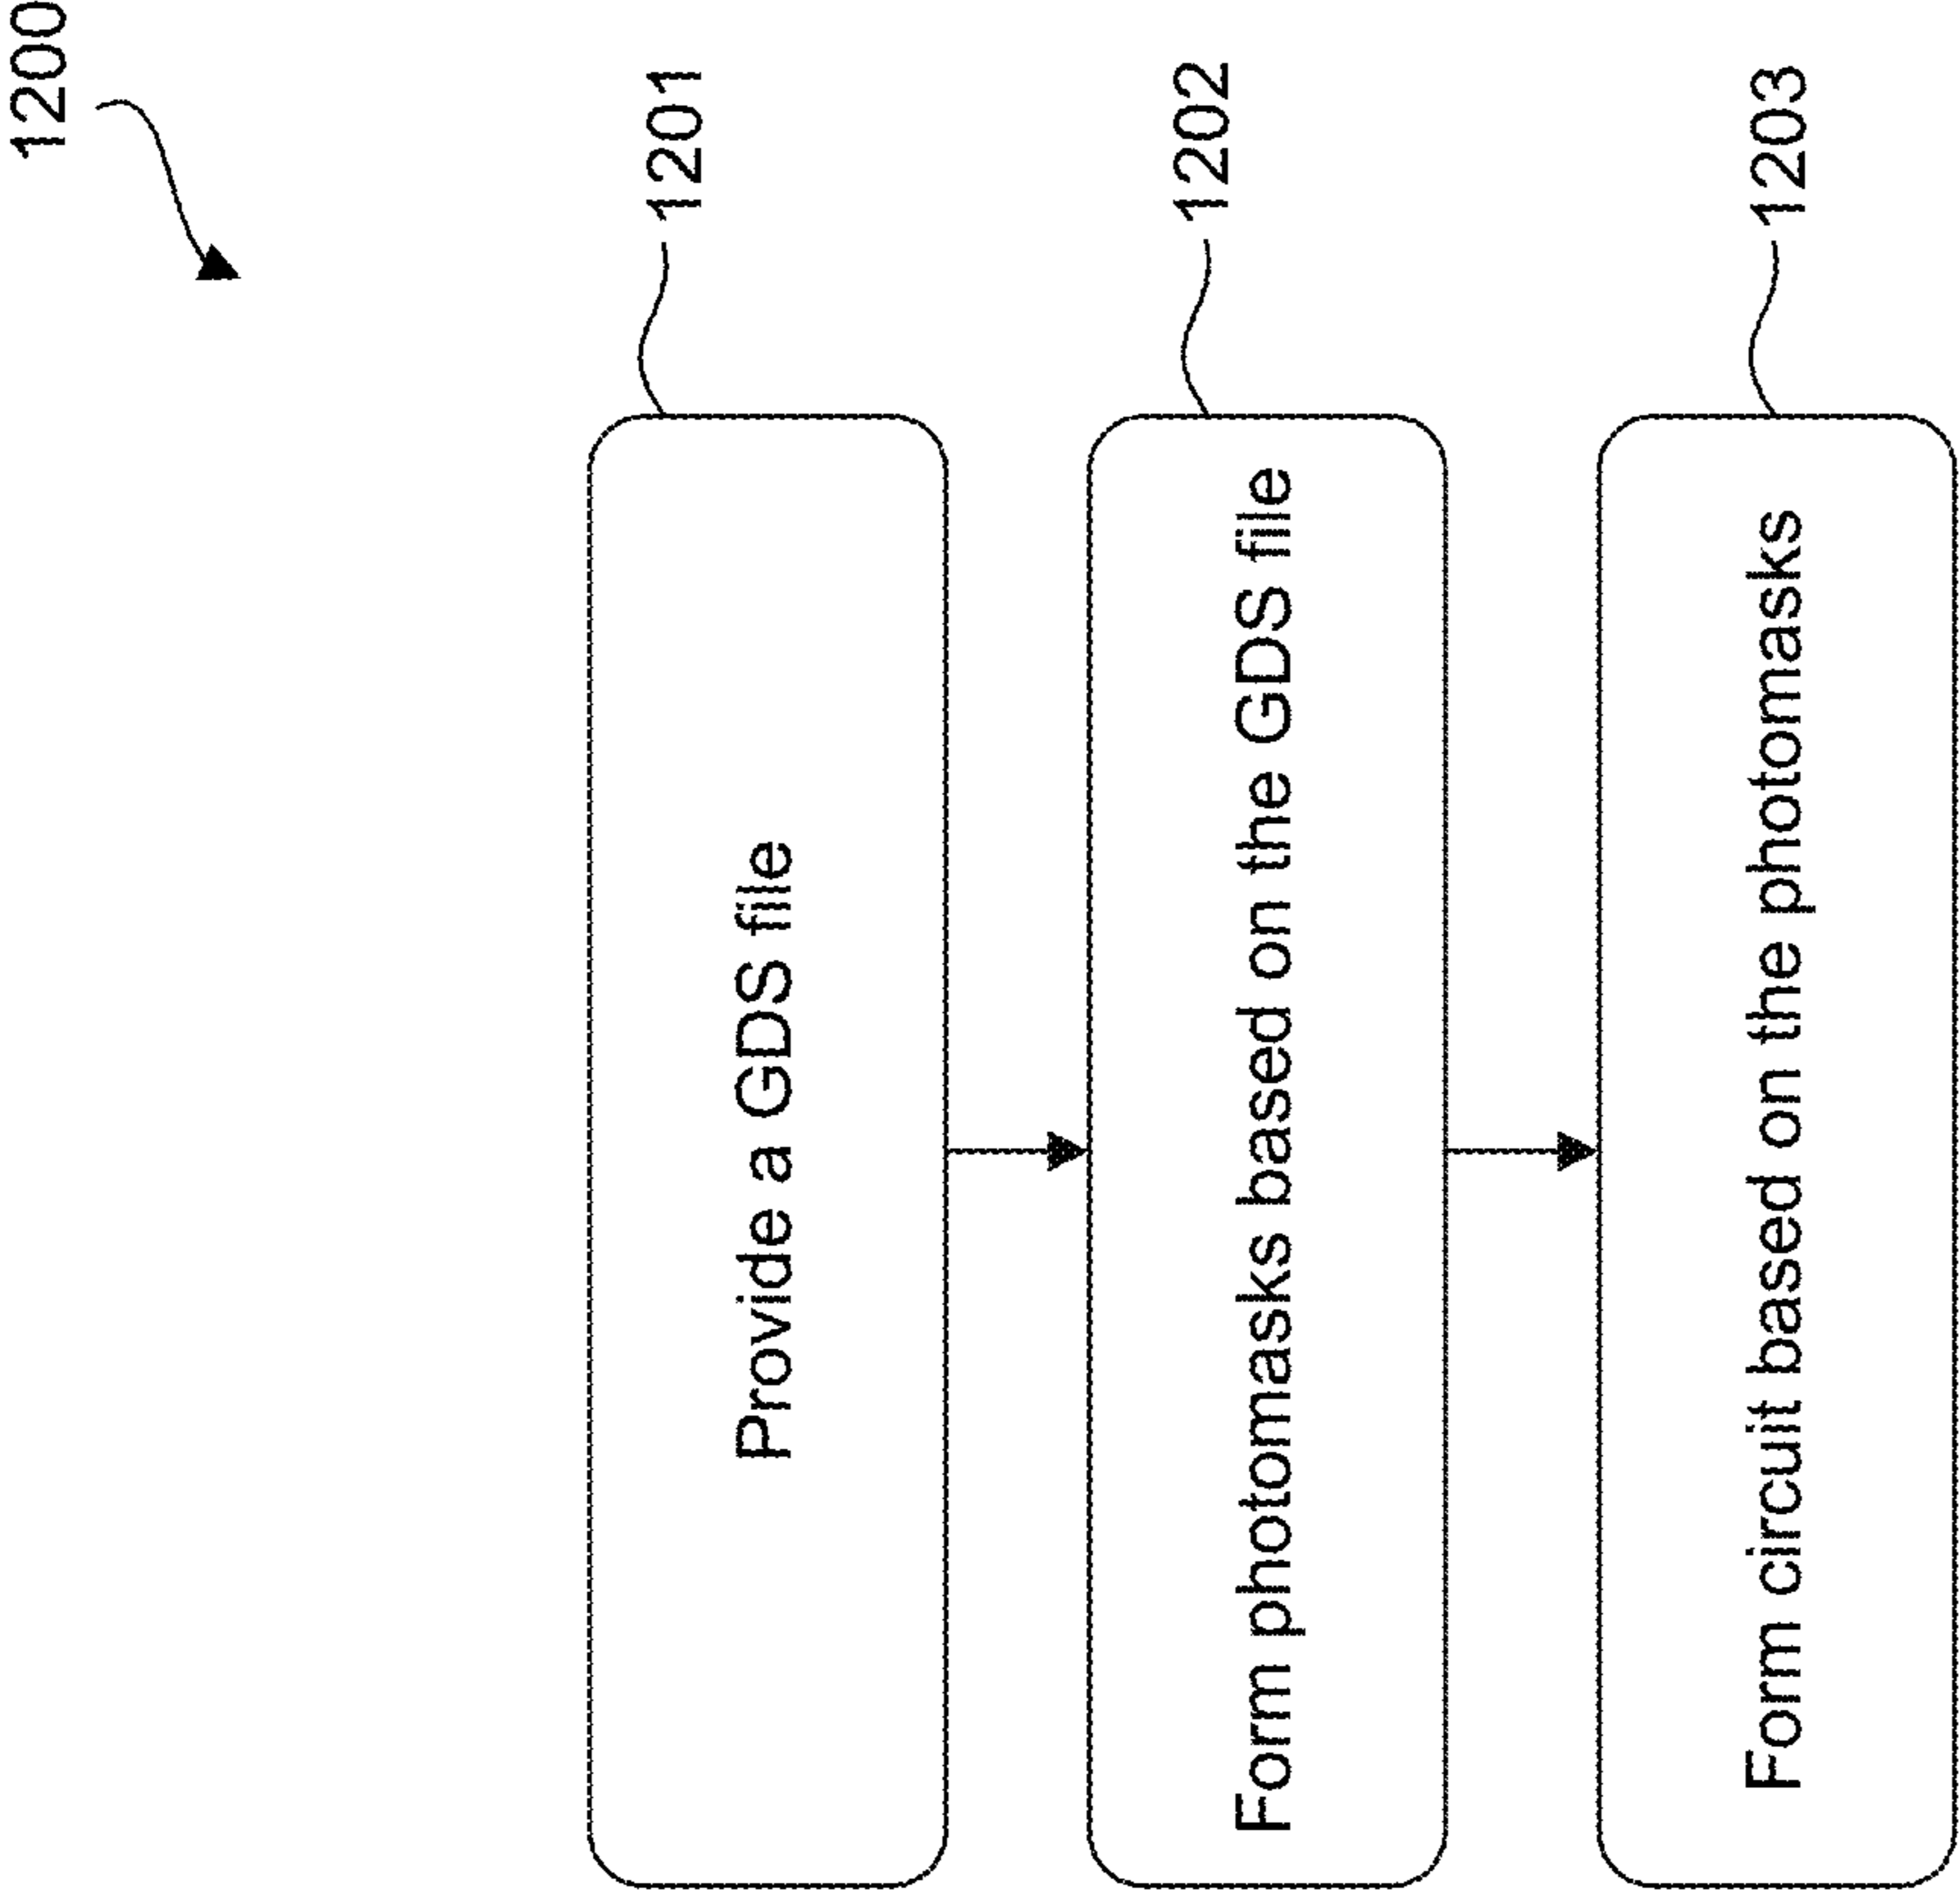 1200
Provide a GDS file
1201
Form photomasks based on the GDS file
1202
Form circuit based on the photomasks
1203